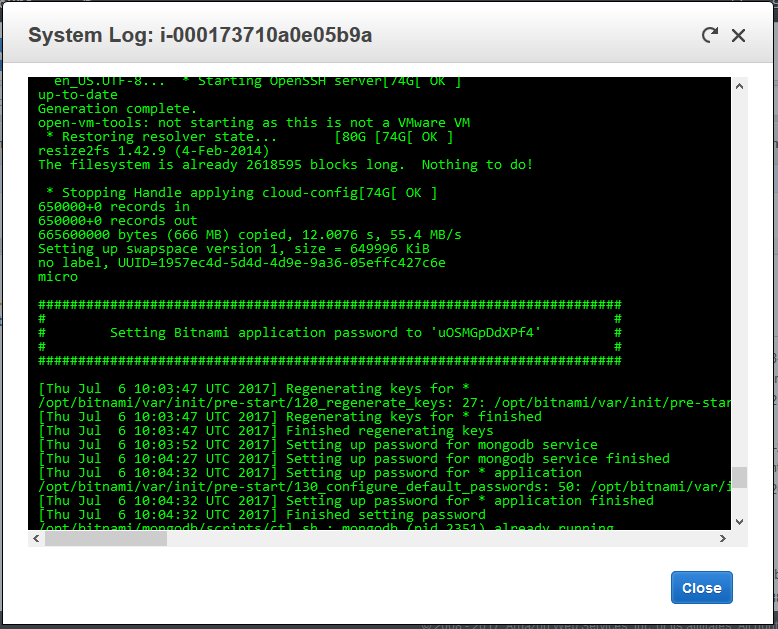 System Log: i-000173710a0e05b9a
en_US.UTF-8... * Starting OpenSSH server[74G[ OK ]
up-to-date
Generation complete.
open-vm-tools: not starting as this is not a VMware VM
* Restoring resolver state... [80G [74G[ OK ]
resize2fs 1.42.9 (4-Feb-2014)
The filesystem is already 2618595 blocks long. Nothing to do!
* Stopping Handle applying cloud-config[74G[ OK ]
650000+0 records in
650000+0 records out
665600000 bytes (666 MB) copied, 12.0076 s, 55.4 MB/s
Setting up swapspace version 1, size = 649996 KiB
no label, UUID=1957ec4d-5d4d-4d9e-9a36-05effc427c6e
micro
########################################################################
# #
# Setting Bitnami application password to 'uOSMGpDdXPf4' #
# #
########################################################################
[Thu Jul 6 10:03:47 UTC 2017] Regenerating keys for *
/opt/bitnami/var/init/pre-start/120_regenerate_keys: 27: /opt/bitnami/var/init/pre-star
[Thu Jul 6 10:03:47 UTC 2017] Regenerating keys for * finished
[Thu Jul 6 10:03:47 UTC 2017] Finished regenerating keys
[Thu Jul 6 10:03:52 UTC 2017] Setting up password for mongodb service
[Thu Jul 6 10:04:27 UTC 2017] Setting up password for mongodb service finished
[Thu Jul 6 10:04:32 UTC 2017] Setting up password for * application
/opt/bitnami/var/init/pre-start/130_configure_default_passwords: 50: /opt/bitnami/var/i
[Thu Jul 6 10:04:32 UTC 2017] Setting up password for * application finished
[Thu Jul 6 10:04:32 UTC 2017] Finished setting password
/opt/bitnami/mongodb/scripts/ctl.sh : mongodb (pid 2351) already running
Close